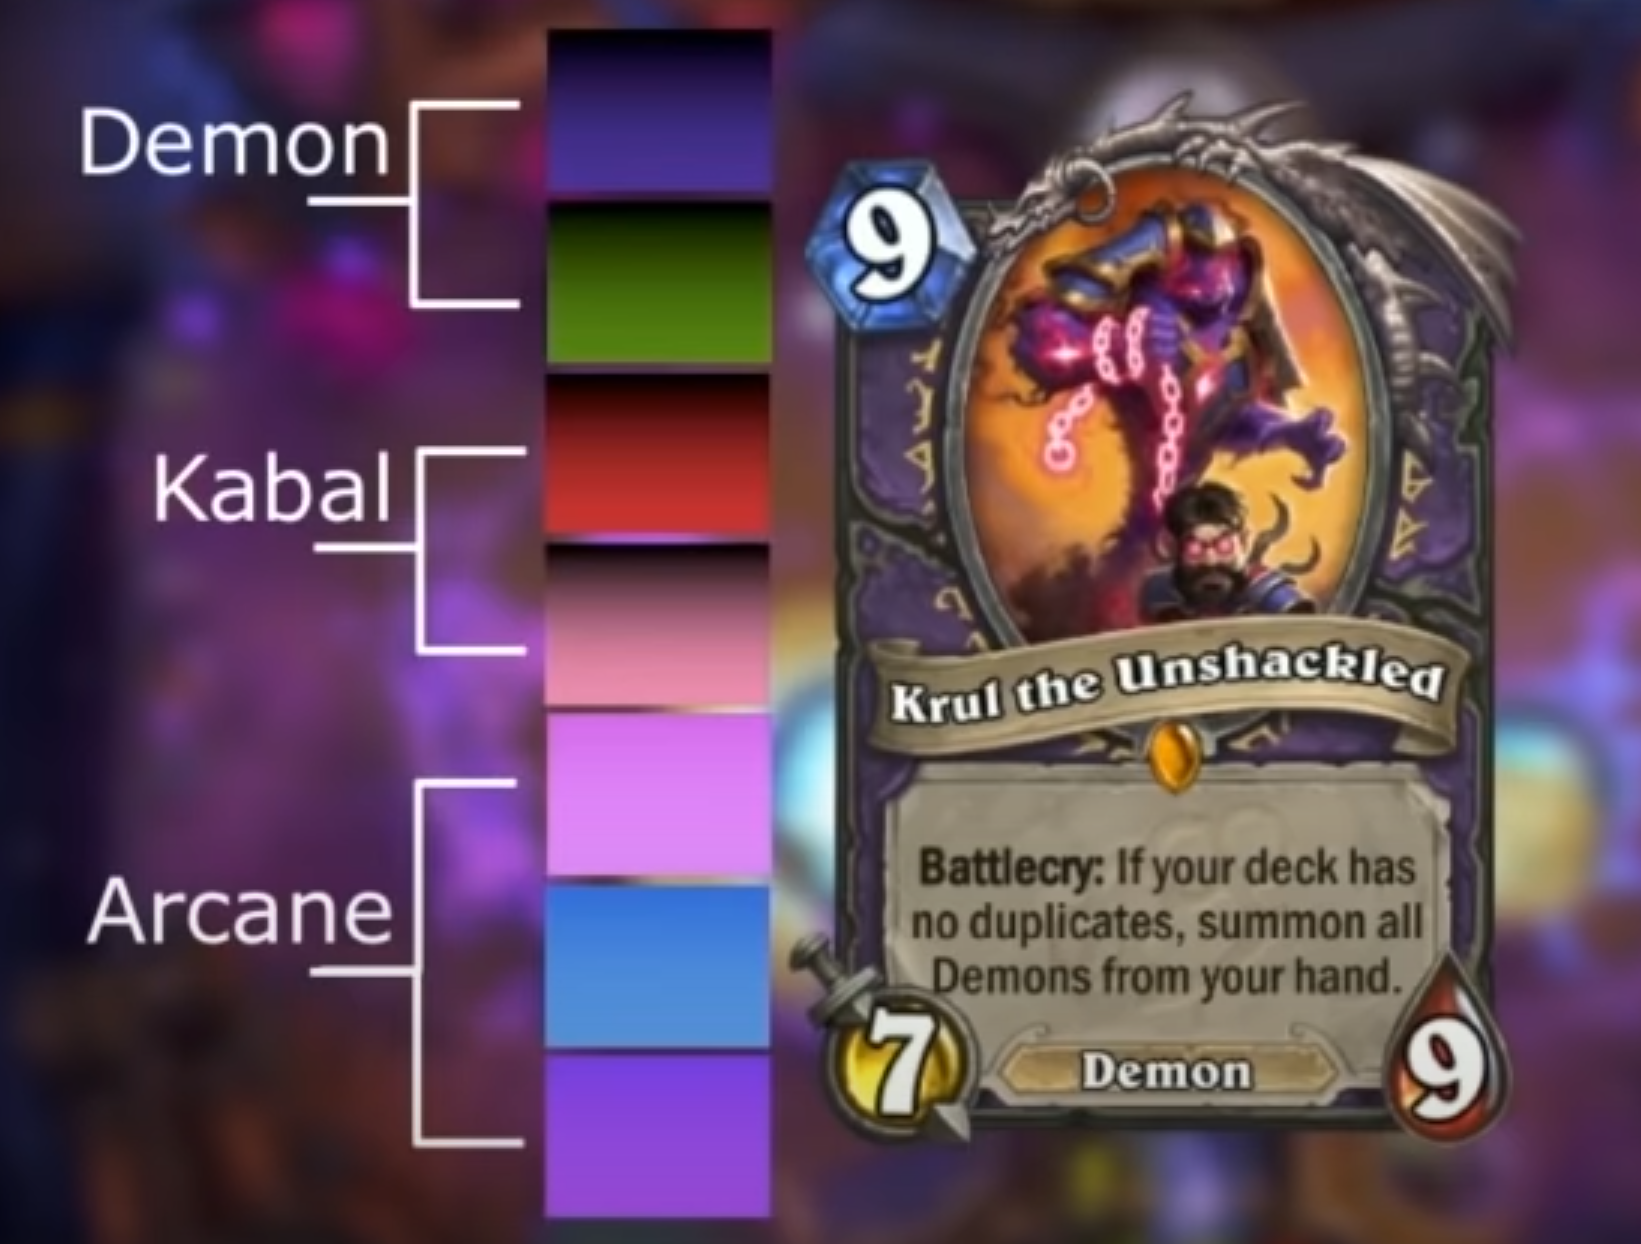 Demon
Kabal
Arcane
9
Krul the Unshackled
Battlecry: If your deck has
no duplicates, summon all
Demons from your hand.
7
Demon
9